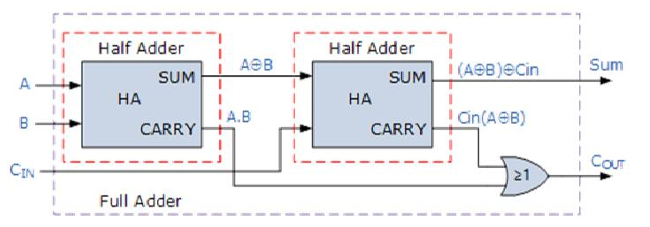 Half Adder
Half Adder
A
SUM
A⊕B
SUM
(A⊕B)⊕Cin
Sum
HA
HA
B
CARRY
A.B
CARRY
Cin(A⊕B)
CIN
≥1
COUT
Full Adder